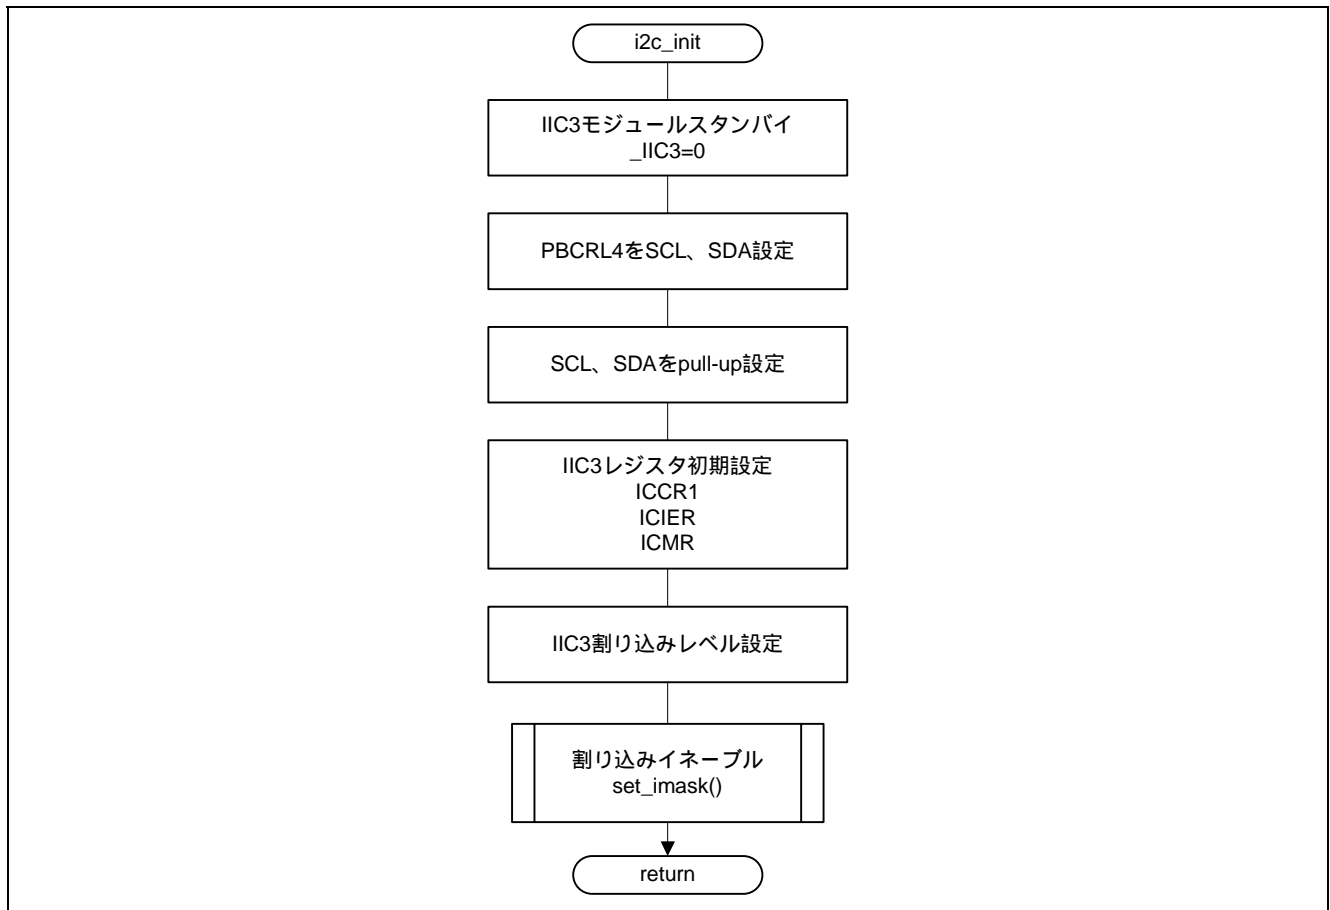 i2c_init
IIC3モジュールスタンバイ
_IIC3=0
PBCRL4をSCL、SDA設定
SCL、SDAをpull-up設定
IIC3レジスタ初期設定
ICCR1
ICIER
ICMR
IIC3割り込みレベル設定
割り込みイネーブル
set_imask()
return